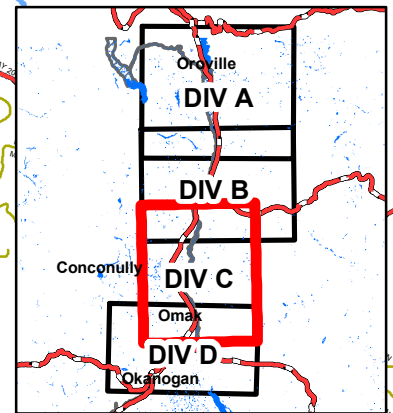 Oroville
DIV A
DIV B
Conconully
DIV C
Omak
DIV D
Okanogan